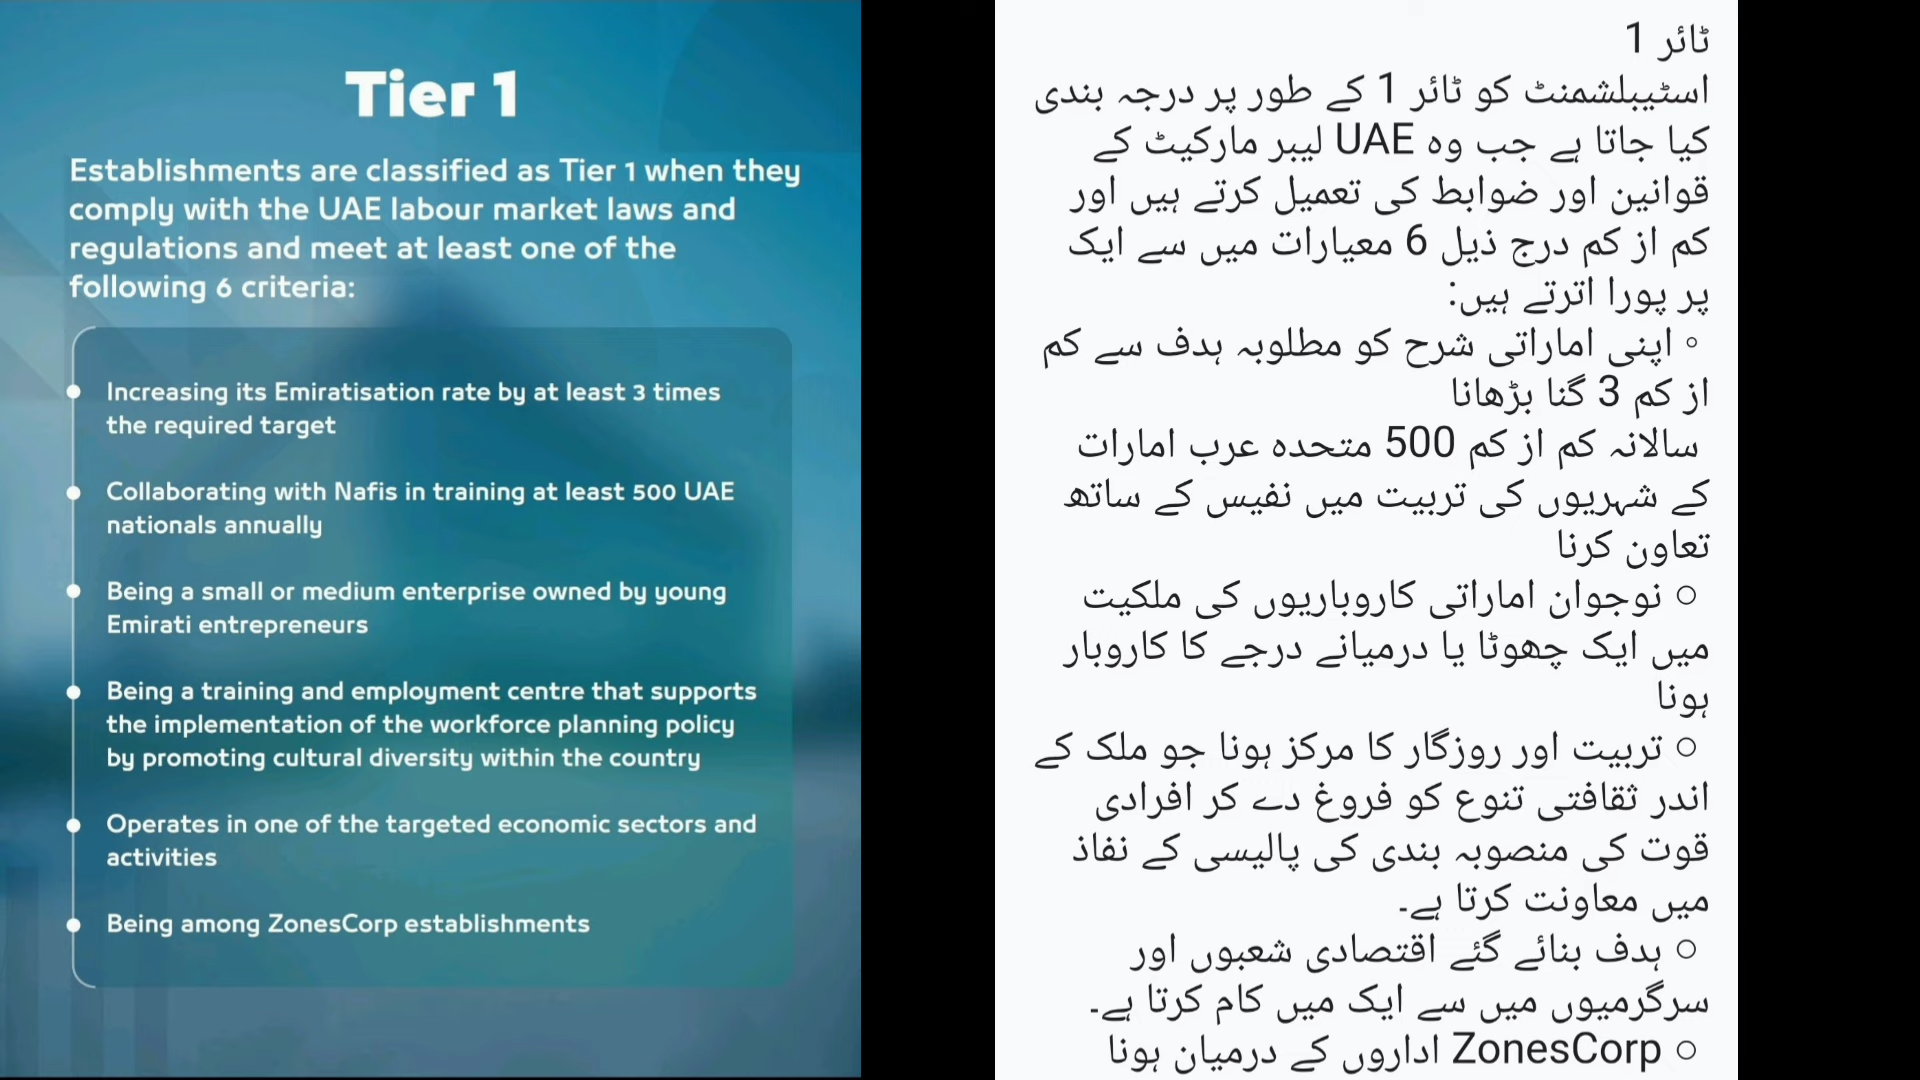 Tier 1
Establishments are classified as Tier 1 when they
comply with the UAE labour market laws and
regulations and meet at least one of the
following 6 criteria:
Increasing its Emiratisation rate by at least 3 times
the required target
Collaborating with Nafis in training at least 500 UAE
nationals annually
Being a small or medium enterprise owned by young
Emirati entrepreneurs
Being a training and employment centre that supports
the implementation of the workforce planning policy
by promoting cultural diversity within the country
Operates in one of the targeted economic sectors and
activities
Being among ZonesCorp establishments
ٹائر 1
اسٹیبلشمنٹ کو ٹائر 1 کے طور پر درجہ بندی
کیا جاتا ہے جب وہ UAE لیبر مارکیٹ کے
قوانین اور ضوابط کی تعمیل کرتے ہیں اور
کم از کم درج ذیل 6 معیارات میں سے ایک
پر پورا اترتے ہیں:
◦ اپنی اماراتی شرح کو مطلوبہ ہدف سے کم
از کم 3 گنا بڑھانا
سالانہ کم از کم 500 متحدہ عرب امارات
کے شہریوں کی تربیت میں نفیس کے ساتھ
تعاون کرنا
○ نوجوان اماراتی کاروباریوں کی ملکیت
میں ایک چھوٹا یا درمیانے درجے کا کاروبار
ہونا
○ تربیت اور روزگار کا مرکز ہونا جو ملک کے
اندر ثقافتی تنوع کو فروغ دے کر افرادی
قوت کی منصوبہ بندی کی پالیسی کے نفاذ
میں معاونت کرتا ہے۔
○ ہدف بنائے گئے اقتصادی شعبوں اور
سرگرمیوں میں سے ایک میں کام کرتا ہے۔
○ ZonesCorp اداروں کے درمیان ہونا